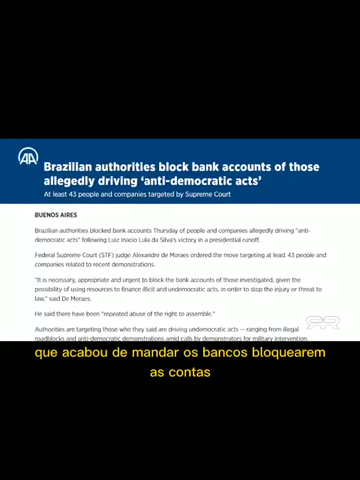 AA
Brazilian authorities block bank accounts of those
allegedly driving ‘anti-democratic acts’
At least 43 people and companies targeted by Supreme Court
BUENOS AIRES
Brazilian authorities blocked bank accounts Thursday of people and companies allegedly driving "anti-
democratic acts" following Luiz Inacio Lula da Silva's victory in a presidential runoff.
Federal Supreme Court (STF) judge Alexandre de Moraes ordered the move targeting at least 43 people and
companies related to recent demonstrations.
"It is necessary, appropriate and urgent to block the bank accounts of those investigated, given the
possibility of using resources to finance illicit and undemocratic acts, in order to stop the injury or threat to
law," said De Moraes.
He said there have been "repeated abuse of the right to assemble."
Authorities are targeting those who they said are driving undemocratic acts -- ranging from illegal
roadblocks and anti-democratic demonstrations amid calls by demonstrators for military intervention.
que acabou de mandar os bancos bloquearem
as contas